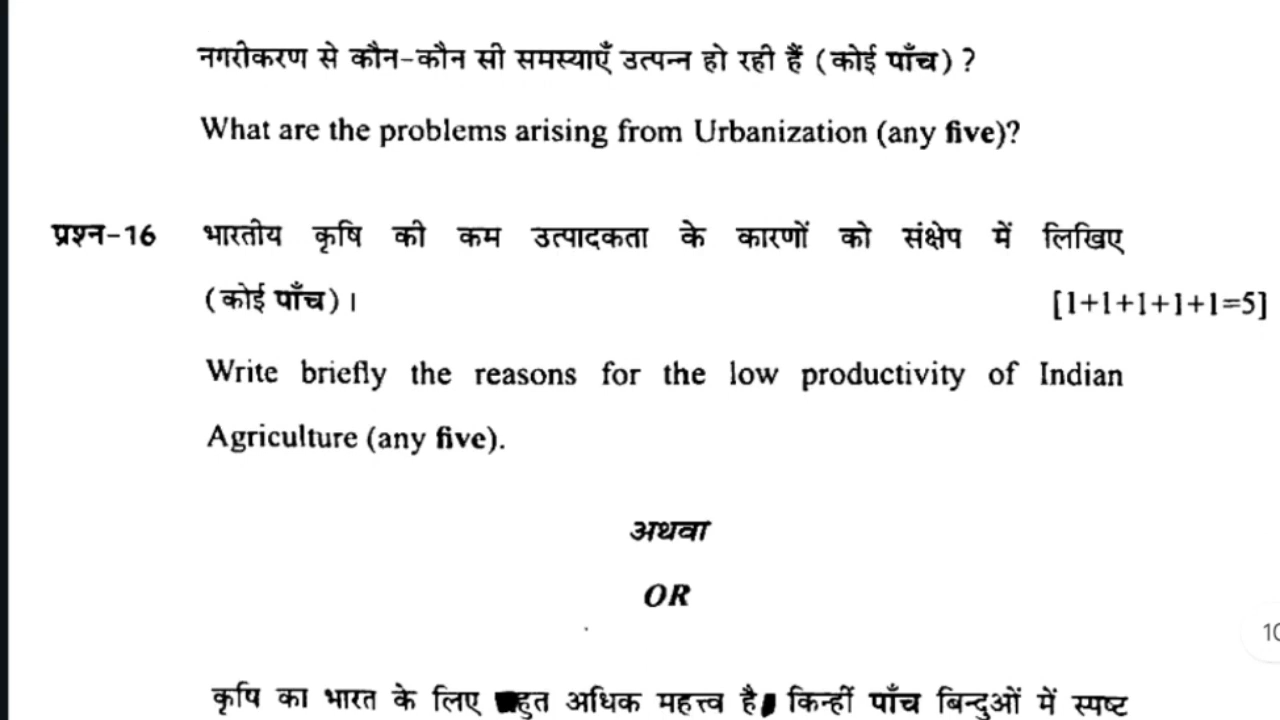 नगरीकरण से कौन-कौन सी समस्याएँ उत्पन्न हो रही हैं (कोई पाँच) ?
What are the problems arising from Urbanization (any five)?
प्रश्न-16 भारतीय कृषि की कम उत्पादकता के कारणों को संक्षेप में लिखिए
(कोई पाँच)। [1+1+1+1+1=5]
Write briefly the reasons for the low productivity of Indian
Agriculture (any five).
अथवा
OR
10
कृषि का भारत के लिए अधिक महत्त्व है किन्हीं पाँच बिन्दुओं में स्पष्ट